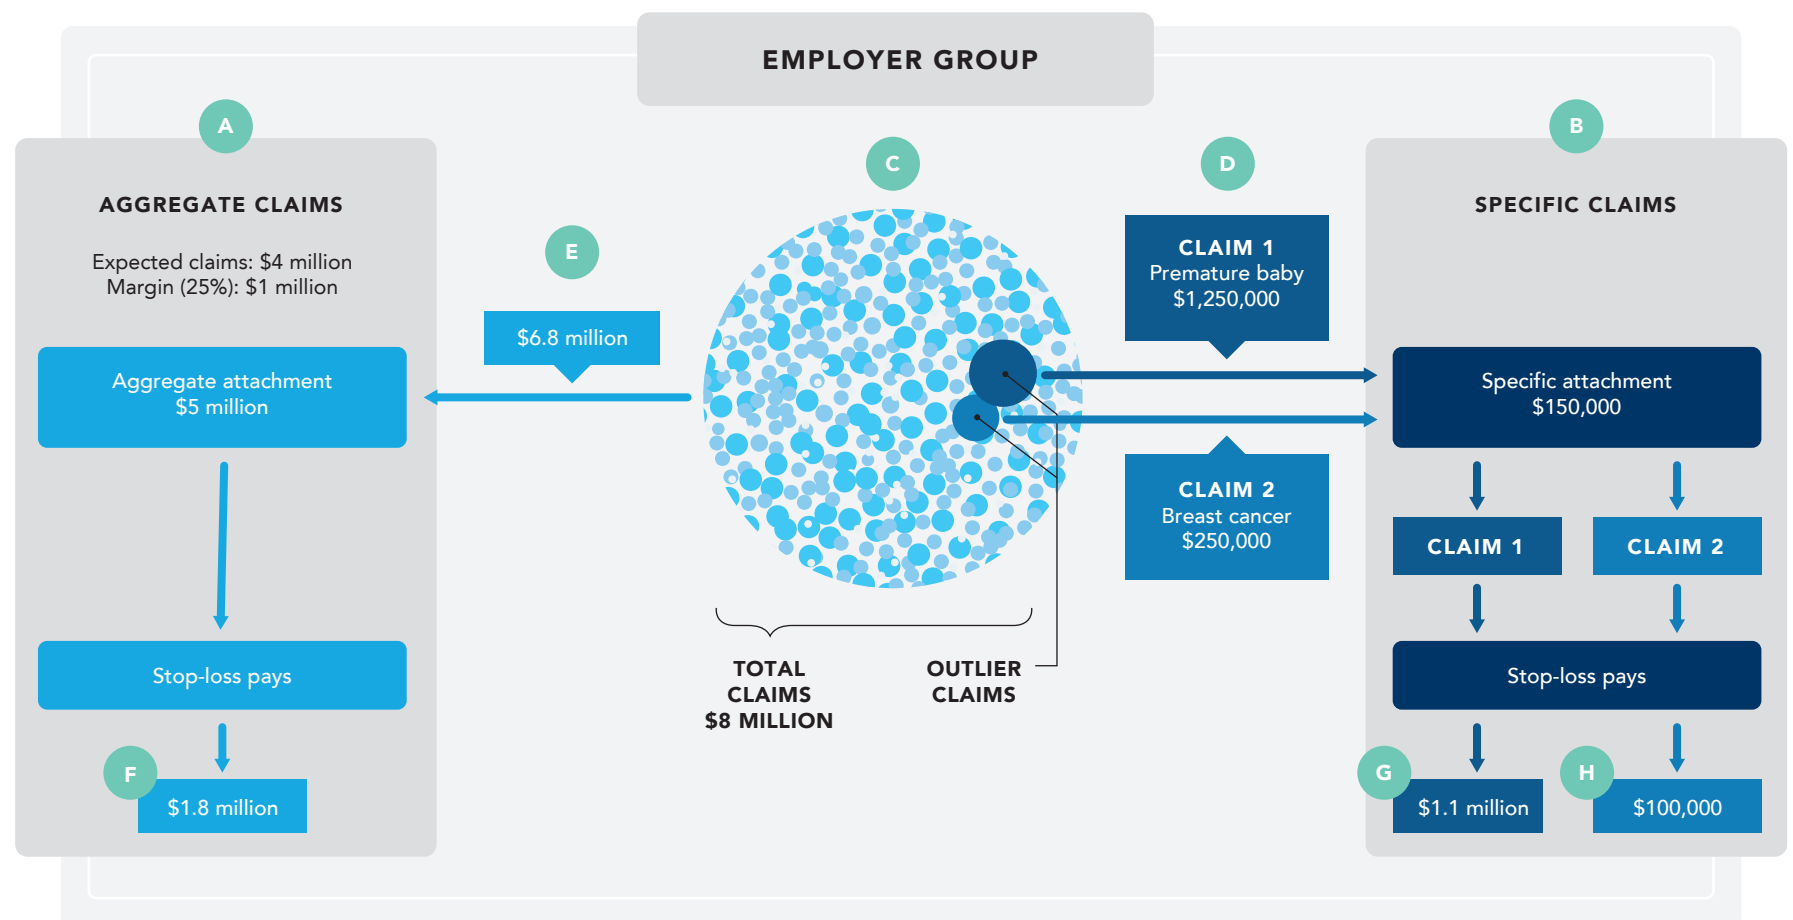 EMPLOYER GROUP
A
AGGREGATE CLAIMS
Expected claims: $4 million
Margin (25%): $1 million
Aggregate attachment
$5 million
Stop-loss pays
F
$1.8 million
E
$6.8 million
C
TOTAL
CLAIMS
$8 MILLION
OUTLIER
CLAIMS
D
CLAIM 1
Premature baby
$1,250,000
CLAIM 2
Breast cancer
$250,000
B
SPECIFIC CLAIMS
Specific attachment
$150,000
CLAIM 1
CLAIM 2
Stop-loss pays
G
$1.1 million
H
$100,000